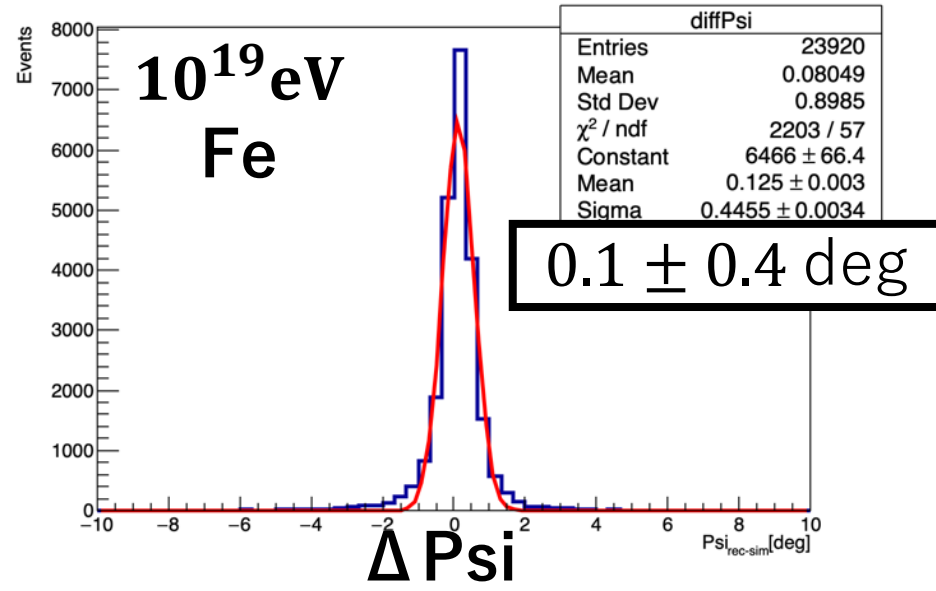 diffPsi
Entries 23920
Mean 0.08049
Std Dev 0.8985
χ² / ndf 2203 / 57
Constant 6466 ± 66.4
Mean 0.125 ± 0.003
Sigma 0.4455 ± 0.0034
10¹⁹eV
Fe
0.1 ± 0.4 deg
Events
8000
7000
6000
5000
4000
3000
2000
1000
0
−10 −8 −6 −4 −2 0 2 4 6 8 10
Psi rec-sim[deg]
Δ Psi